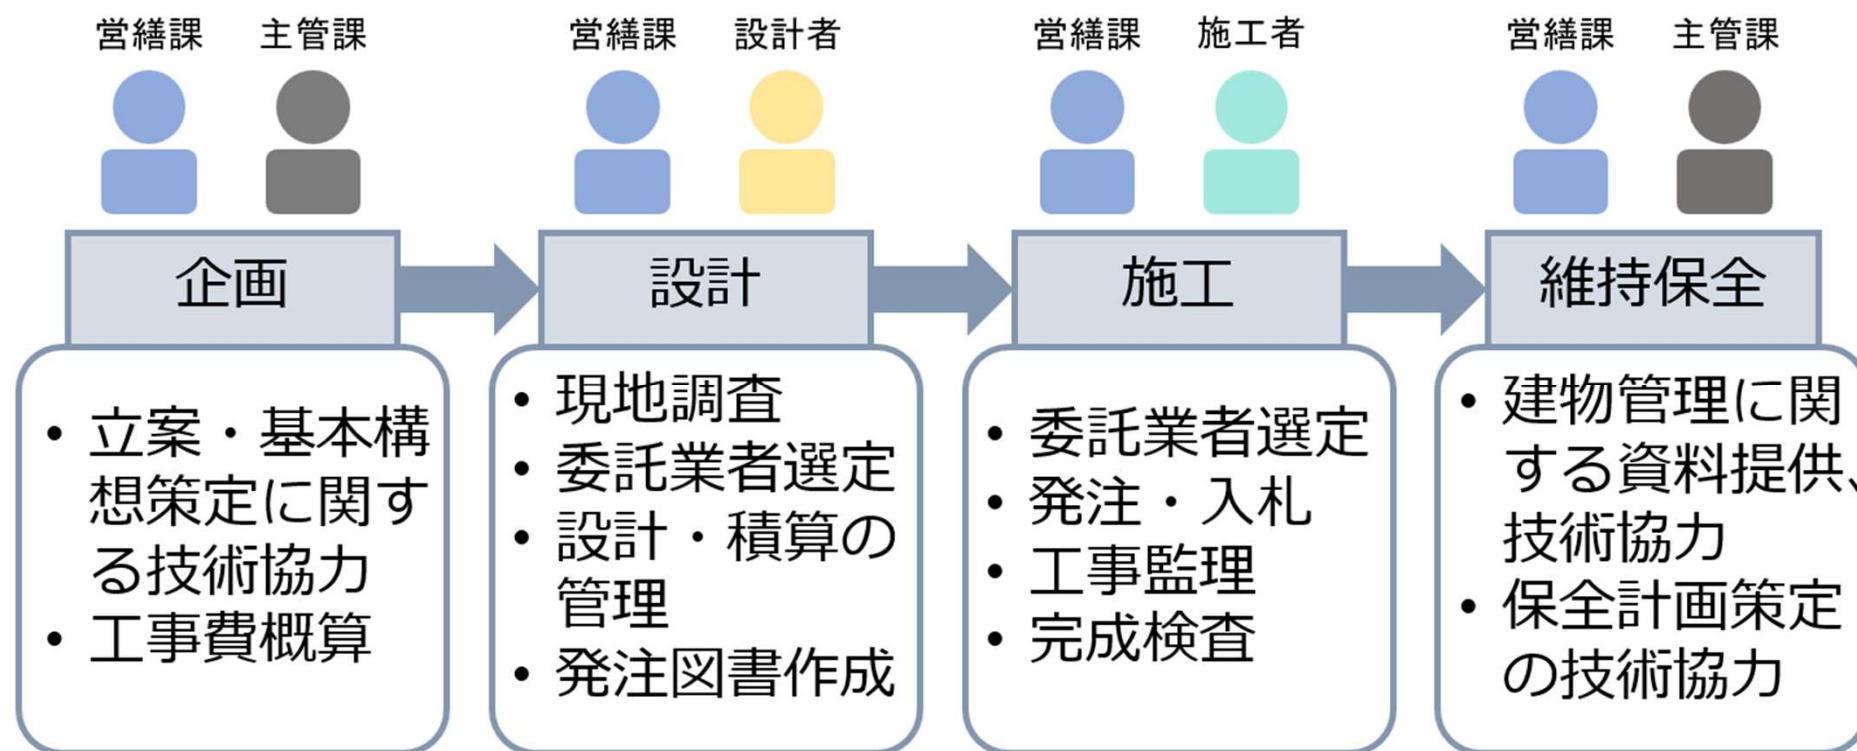 営繕課 主管課
企画
• 立案・基本構
想策定に関す
る技術協力
• 工事費概算
営繕課 設計者
設計
• 現地調査
• 委託業者選定
• 設計・積算の
管理
• 発注図書作成
営繕課 施工者
施工
• 委託業者選定
• 発注・入札
• 工事監理
• 完成検査
営繕課 主管課
維持保全
• 建物管理に関
する資料提供、
技術協力
• 保全計画策定
の技術協力